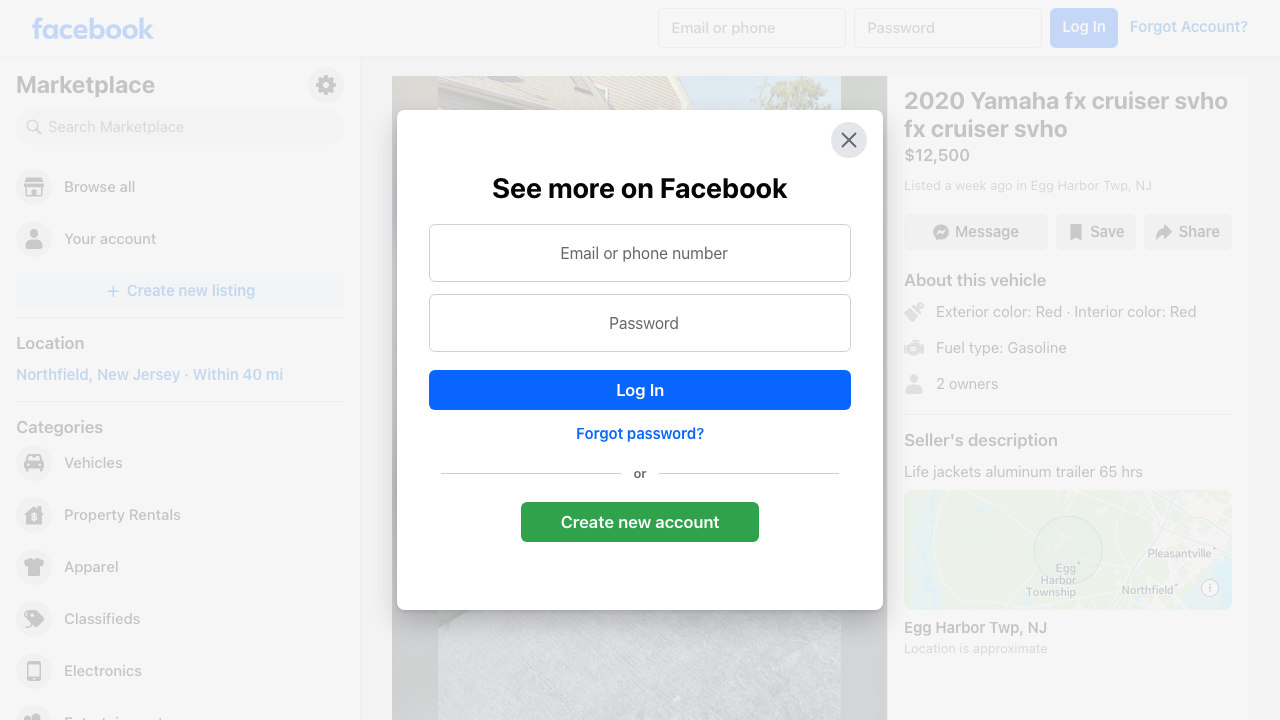 facebook
Email or phone
Password
Log In
Forgot Account?
Marketplace
Search Marketplace
Browse all
Your account
Create new listing
Location
Northfield, New Jersey · Within 40 mi
Categories
Vehicles
Property Rentals
Apparel
Classifieds
Electronics
See more on Facebook
Email or phone number
Password
Log In
Forgot password?
or
Create new account
2020 Yamaha fx cruiser svho
fx cruiser svho
$12,500
Listed a week ago in Egg Harbor Twp, NJ
Message
Save
Share
About this vehicle
Exterior color: Red · Interior color: Red
Fuel type: Gasoline
2 owners
Seller's description
Life jackets aluminum trailer 65 hrs
Pleasantville
Egg
Harbor
Township
Northfield
Egg Harbor Twp, NJ
Location is approximate